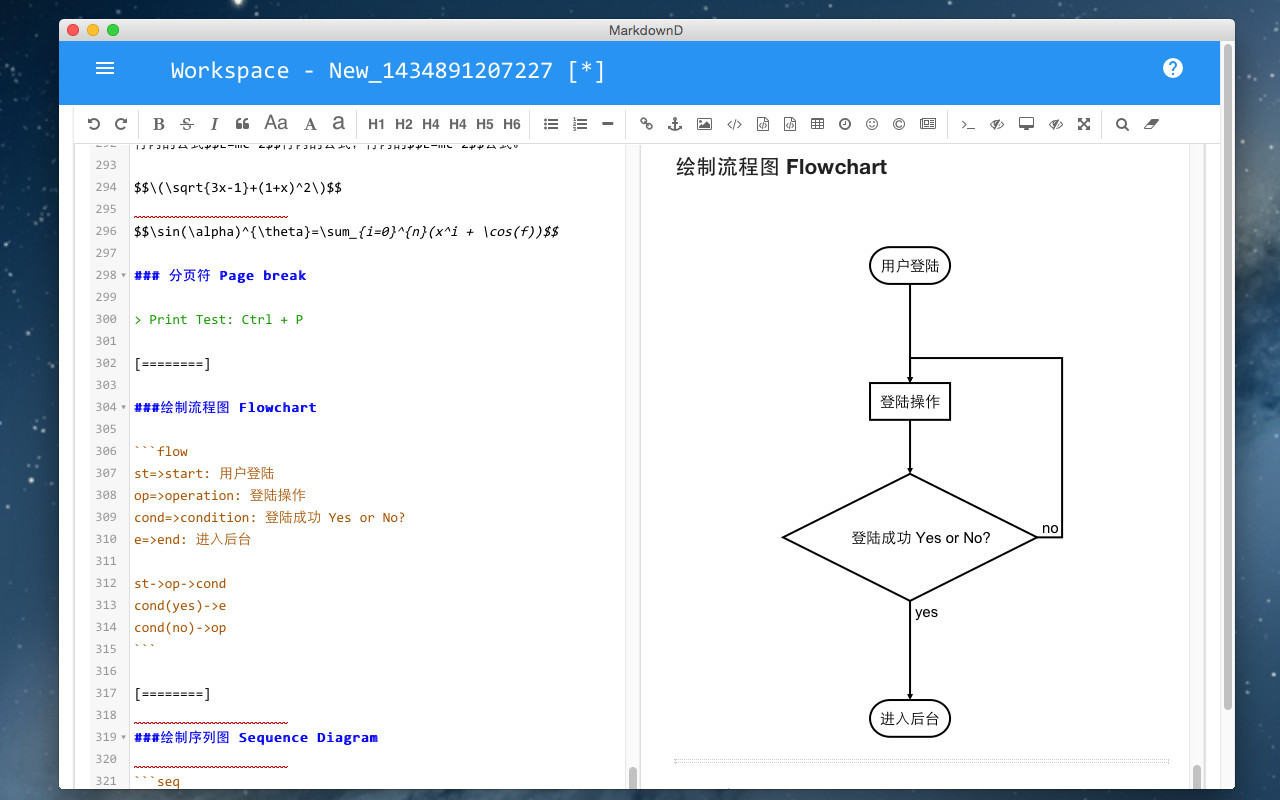 MarkdownD
Workspace - New_1434891207227 [*]
B S I Aa A a H1 H2 H4 H4 H5 H6
293
294 $$\(\sqrt{3x-1}+(1+x)^2\)$$
295
296 $$\sin(\alpha)^{\theta}=\sum_{i=0}^{n}(x^i + \cos(f))$$
297
298 ### 分页符 Page break
299
300 > Print Test: Ctrl + P
301
302 [========]
303
304 ###绘制流程图 Flowchart
305
306 ```flow
307 st=>start: 用户登陆
308 op=>operation: 登陆操作
309 cond=>condition: 登陆成功 Yes or No?
310 e=>end: 进入后台
311
312 st->op->cond
313 cond(yes)->e
314 cond(no)->op
315 ```
316
317 [========]
318
319 ###绘制序列图 Sequence Diagram
320
321 ```seq
绘制流程图 Flowchart
用户登陆
登陆操作
登陆成功 Yes or No?
no
yes
进入后台